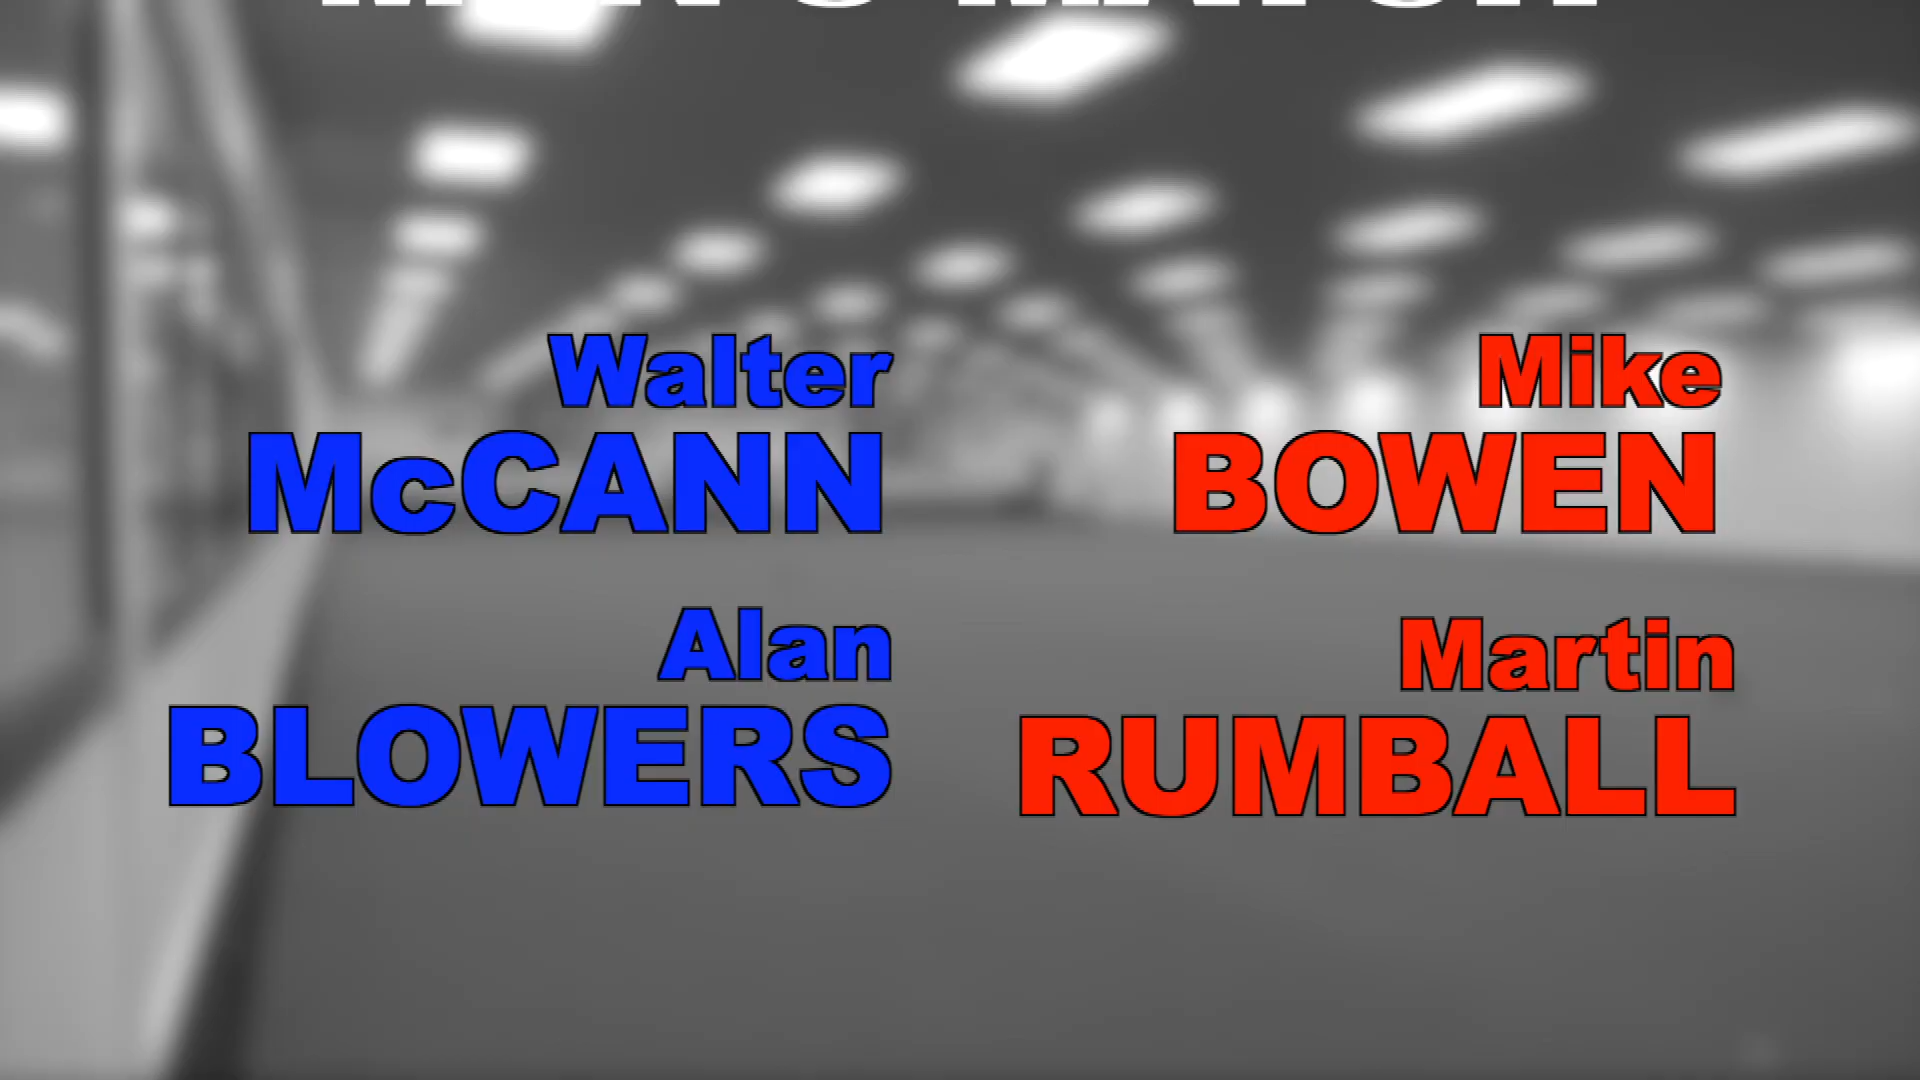 Walter
McCANN
Alan
BLOWERS
Mike
BOWEN
Martin
RUMBALL